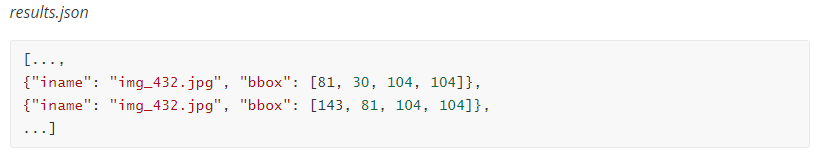 results.json
[...,
{"iname": "img_432.jpg", "bbox": [81, 30, 104, 104]},
{"iname": "img_432.jpg", "bbox": [143, 81, 104, 104]},
...]